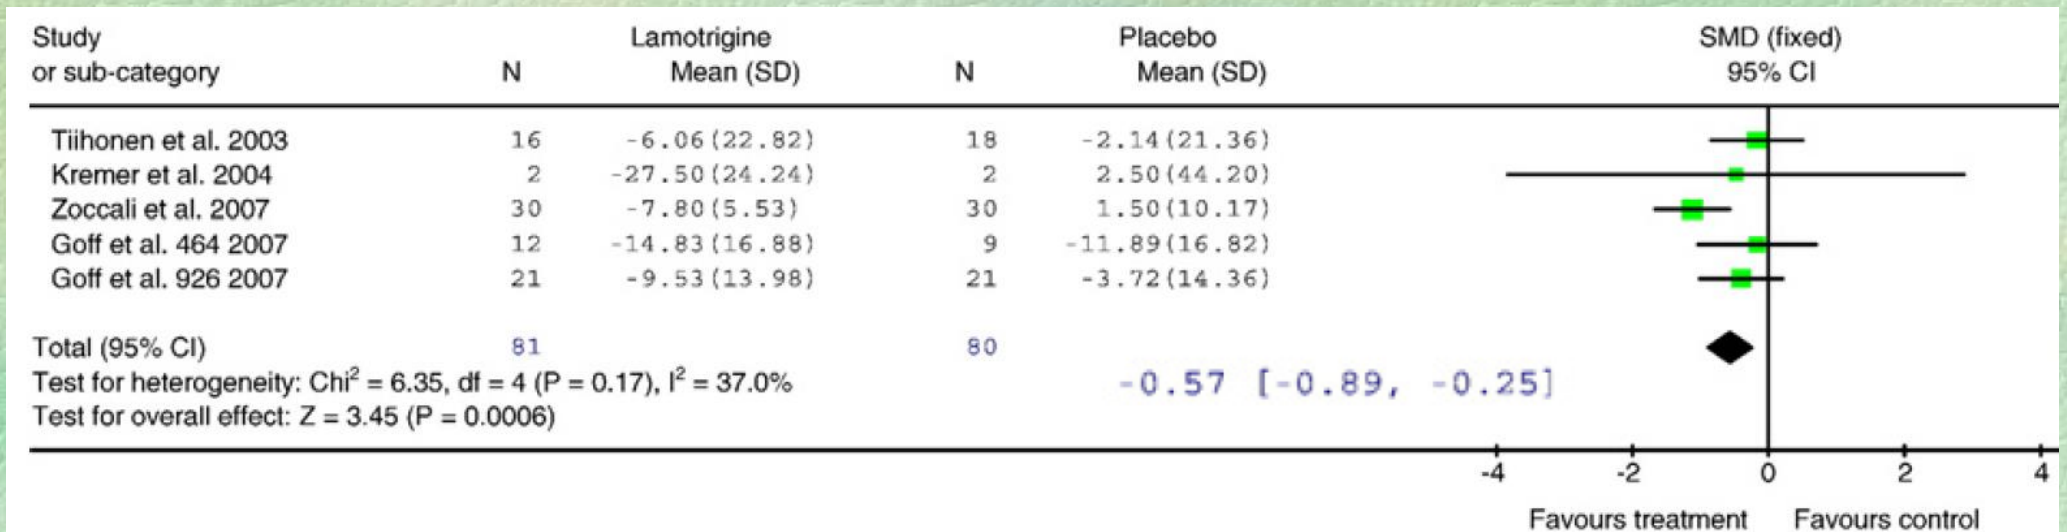 Study Lamotrigine Placebo SMD (fixed)
or sub-category N Mean (SD) N Mean (SD) 95% CI
Tiihonen et al. 2003 16 -6.06(22.82) 18 -2.14(21.36)
Kremer et al. 2004 2 -27.50(24.24) 2 2.50(44.20)
Zoccali et al. 2007 30 -7.80(5.53) 30 1.50(10.17)
Goff et al. 464 2007 12 -14.83(16.88) 9 -11.89(16.82)
Goff et al. 926 2007 21 -9.53(13.98) 21 -3.72(14.36)
Total (95% CI) 81 80
Test for heterogeneity: Chi² = 6.35, df = 4 (P = 0.17), I² = 37.0% -0.57 [-0.89, -0.25]
Test for overall effect: Z = 3.45 (P = 0.0006)
-4 -2 0 2 4
Favours treatment Favours control